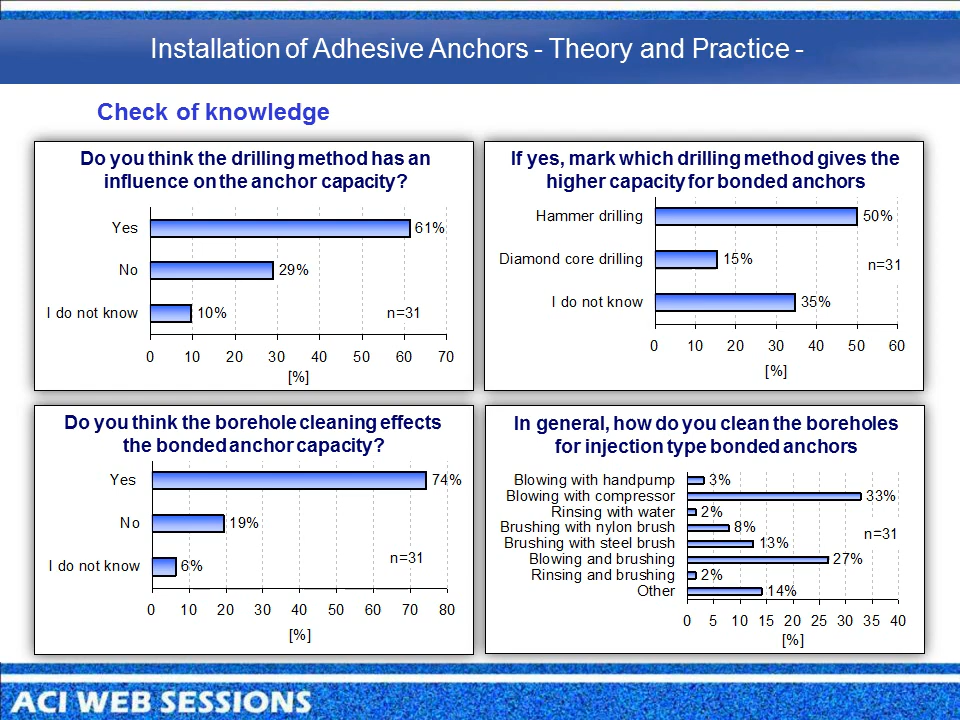 Installation of Adhesive Anchors - Theory and Practice -
Check of knowledge
Do you think the drilling method has an
influence on the anchor capacity?
Yes 61%
No 29%
I do not know 10% n=31
0 10 20 30 40 50 60 70
[%]
If yes, mark which drilling method gives the
higher capacity for bonded anchors
Hammer drilling 50%
Diamond core drilling 15% n=31
I do not know 35%
0 10 20 30 40 50 60
[%]
Do you think the borehole cleaning effects
the bonded anchor capacity?
Yes 74%
No 19%
I do not know 6% n=31
0 10 20 30 40 50 60 70 80
[%]
In general, how do you clean the boreholes
for injection type bonded anchors
Blowing with handpump 3%
Blowing with compressor 33%
Rinsing with water 2%
Brushing with nylon brush 8% n=31
Brushing with steel brush 13%
Blowing and brushing 27%
Rinsing and brushing 2%
Other 14%
0 5 10 15 20 25 30 35 40
[%]
ACI WEB SESSIONS